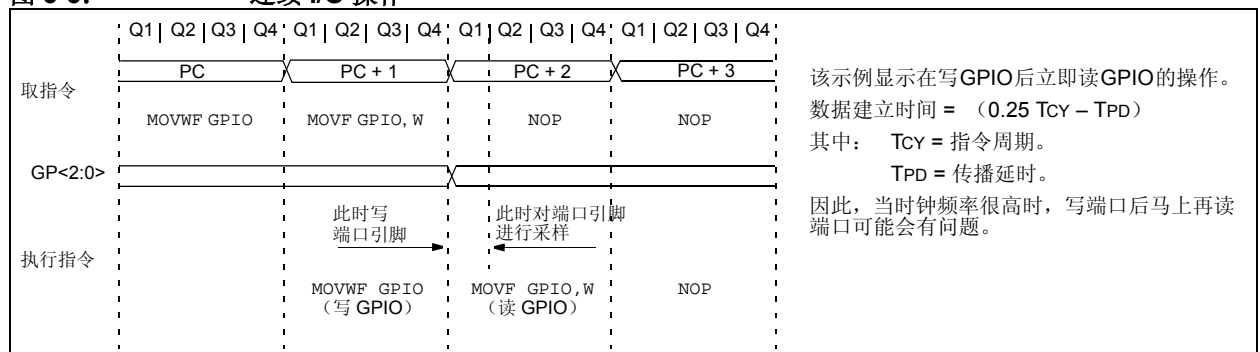 Q1 | Q2 | Q3 | Q4 Q1 | Q2 | Q3 | Q4 Q1 | Q2 | Q3 | Q4 Q1 | Q2 | Q3 | Q4
取指令
PC PC + 1 PC + 2 PC + 3
MOVWF GPIO MOVF GPIO, W NOP NOP
GP<2:0>
此时写
端口引脚
此时对端口引脚
进行采样
执行指令
MOVWF GPIO
(写 GPIO)
MOVF GPIO,W
(读 GPIO)
NOP
该示例显示在写GPIO后立即读GPIO的操作。
数据建立时间 = (0.25 TCY – TPD)
其中: TCY = 指令周期。
TPD = 传播延时。
因此,当时钟频率很高时,写端口后马上再读
端口可能会有问题。